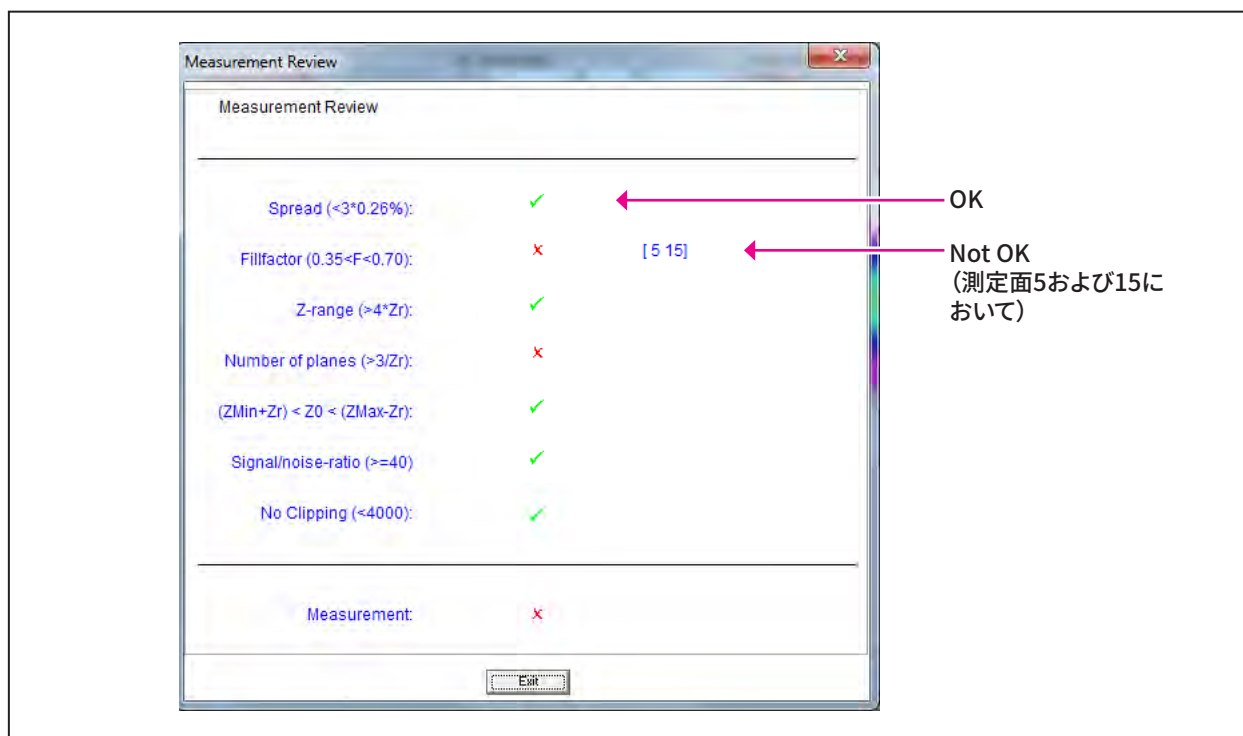 Measurement Review
Measurement Review
Spread (<3*0.26%):
OK
Fillfactor (0.35<F<0.70):
[ 5 15]
Not OK
（測定面5および15に
おいて）
Z-range (>4*Zr):
Number of planes (>3/Zr):
(ZMin+Zr) < Z0 < (ZMax-Zr):
Signal/noise-ratio (>=40)
No Clipping (<4000):
Measurement:
Exit